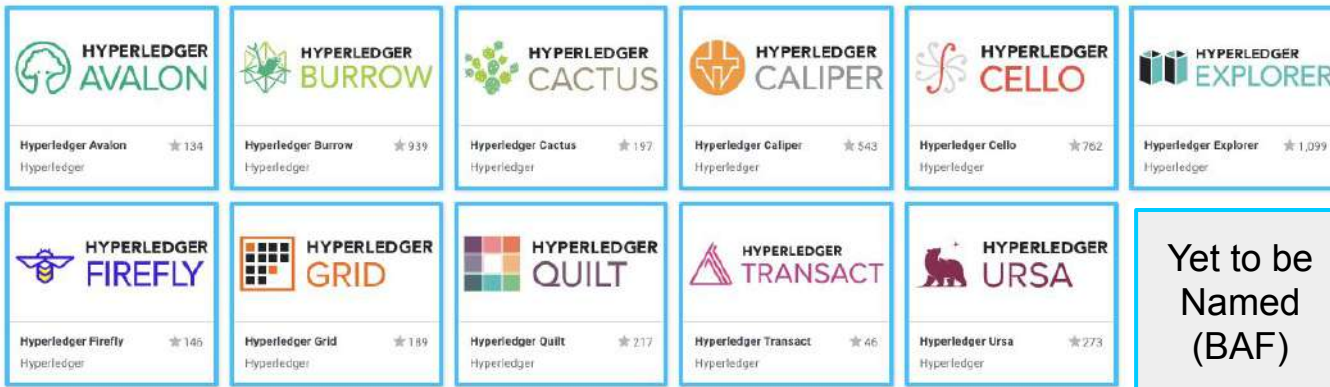 HYPERLEDGER
AVALON
Hyperledger Avalon 134
Hyperledger
HYPERLEDGER
BURROW
Hyperledger Burrow 939
Hyperledger
HYPERLEDGER
CACTUS
Hyperledger Cactus 197
Hyperledger
HYPERLEDGER
CALIPER
Hyperledger Caliper 543
Hyperledger
HYPERLEDGER
CELLO
Hyperledger Cello 762
Hyperledger
HYPERLEDGER
EXPLORER
Hyperledger Explorer 1,099
Hyperledger
HYPERLEDGER
FIREFLY
Hyperledger Firefly 146
Hyperledger
HYPERLEDGER
GRID
Hyperledger Grid 189
Hyperledger
HYPERLEDGER
QUILT
Hyperledger Quilt 217
Hyperledger
HYPERLEDGER
TRANSACT
Hyperledger Transact 46
Hyperledger
HYPERLEDGER
URSA
Hyperledger Ursa 273
Hyperledger
Yet to be
Named
(BAF)